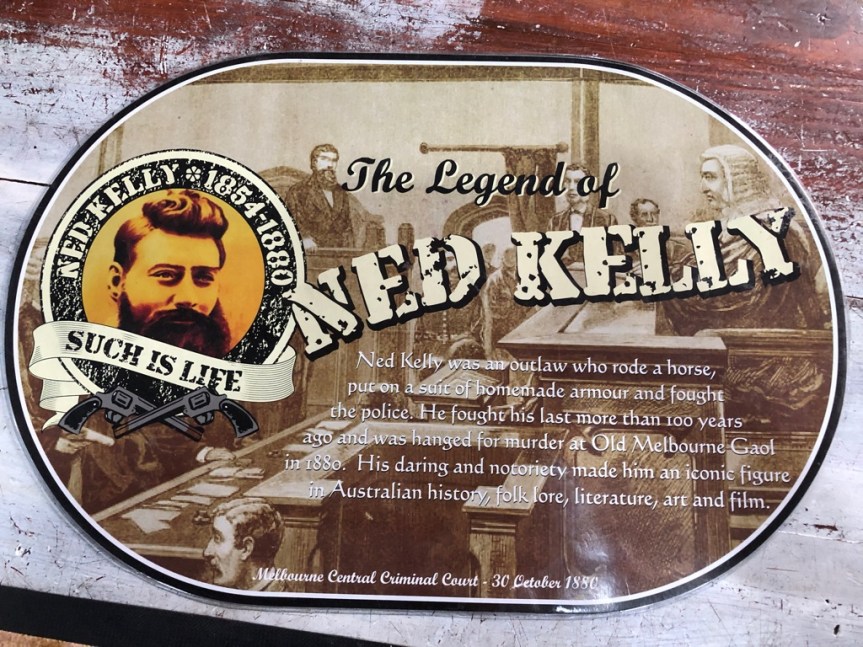 NED KELLY 1854-1880
SUCH IS LIFE
The Legend of
NED KELLY
Ned Kelly was an outlaw who rode a horse,
put on a suit of homemade armour and fought
the police. He fought his last more than 100 years
ago and was hanged for murder at Old Melbourne Gaol
in 1880. His daring and notoriety made him an iconic figure
in Australian history, folk lore, literature, art and film.
Melbourne Central Criminal Court - 30 October 1880